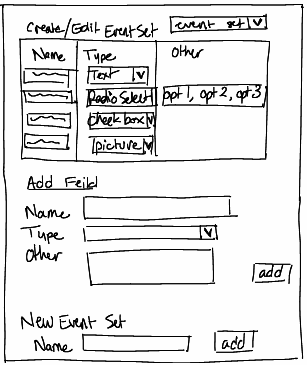 Create/Edit Event Set event set
Name Type Other
Text
Radio Select opt 1, opt 2, opt 3
Check box
picture
Add Feild
Name
Type
Other
add
New Event Set
Name add